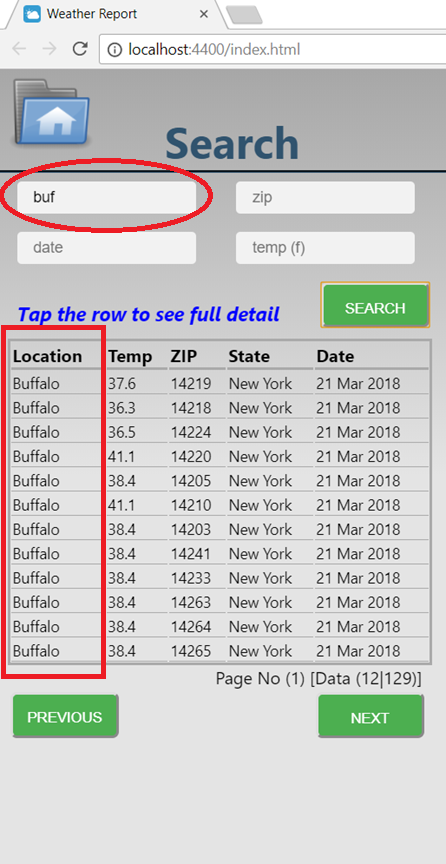 Weather Report
localhost:4400/index.html
Search
buf zip
date temp (f)
SEARCH
Tap the row to see full detail
Location Temp ZIP State Date
Buffalo 37.6 14219 New York 21 Mar 2018
Buffalo 36.3 14218 New York 21 Mar 2018
Buffalo 36.5 14224 New York 21 Mar 2018
Buffalo 41.1 14220 New York 21 Mar 2018
Buffalo 38.4 14205 New York 21 Mar 2018
Buffalo 41.1 14210 New York 21 Mar 2018
Buffalo 38.4 14203 New York 21 Mar 2018
Buffalo 38.4 14241 New York 21 Mar 2018
Buffalo 38.4 14233 New York 21 Mar 2018
Buffalo 38.4 14263 New York 21 Mar 2018
Buffalo 38.4 14264 New York 21 Mar 2018
Buffalo 38.4 14265 New York 21 Mar 2018
Page No (1) [Data (12|129)]
PREVIOUS NEXT